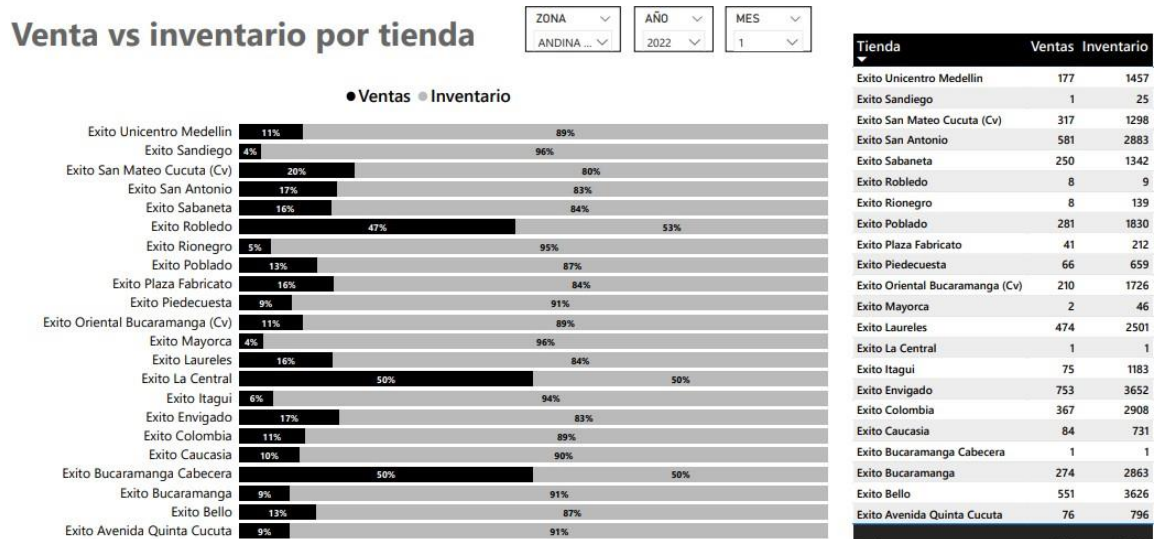 Venta vs inventario por tienda
ZONA
ANDINA ...
AÑO
2022
MES
1
Ventas Inventario
Exito Unicentro Medellin 11% 89%
Exito Sandiego 4% 96%
Exito San Mateo Cucuta (Cv) 20% 80%
Exito San Antonio 17% 83%
Exito Sabaneta 16% 84%
Exito Robledo 47% 53%
Exito Rionegro 5% 95%
Exito Poblado 13% 87%
Exito Plaza Fabricato 16% 84%
Exito Piedecuesta 9% 91%
Exito Oriental Bucaramanga (Cv) 11% 89%
Exito Mayorca 4% 96%
Exito Laureles 16% 84%
Exito La Central 50% 50%
Exito Itagui 6% 94%
Exito Envigado 17% 83%
Exito Colombia 11% 89%
Exito Caucasia 10% 90%
Exito Bucaramanga Cabecera 50% 50%
Exito Bucaramanga 9% 91%
Exito Bello 13% 87%
Exito Avenida Quinta Cucuta 9% 91%
Tienda Ventas Inventario
Exito Unicentro Medellin 177 1457
Exito Sandiego 1 25
Exito San Mateo Cucuta (Cv) 317 1298
Exito San Antonio 581 2883
Exito Sabaneta 250 1342
Exito Robledo 8 9
Exito Rionegro 8 139
Exito Poblado 281 1830
Exito Plaza Fabricato 41 212
Exito Piedecuesta 66 659
Exito Oriental Bucaramanga (Cv) 210 1726
Exito Mayorca 2 46
Exito Laureles 474 2501
Exito La Central 1 1
Exito Itagui 75 1183
Exito Envigado 753 3652
Exito Colombia 367 2908
Exito Caucasia 84 731
Exito Bucaramanga Cabecera 1 1
Exito Bucaramanga 274 2863
Exito Bello 551 3626
Exito Avenida Quinta Cucuta 76 796